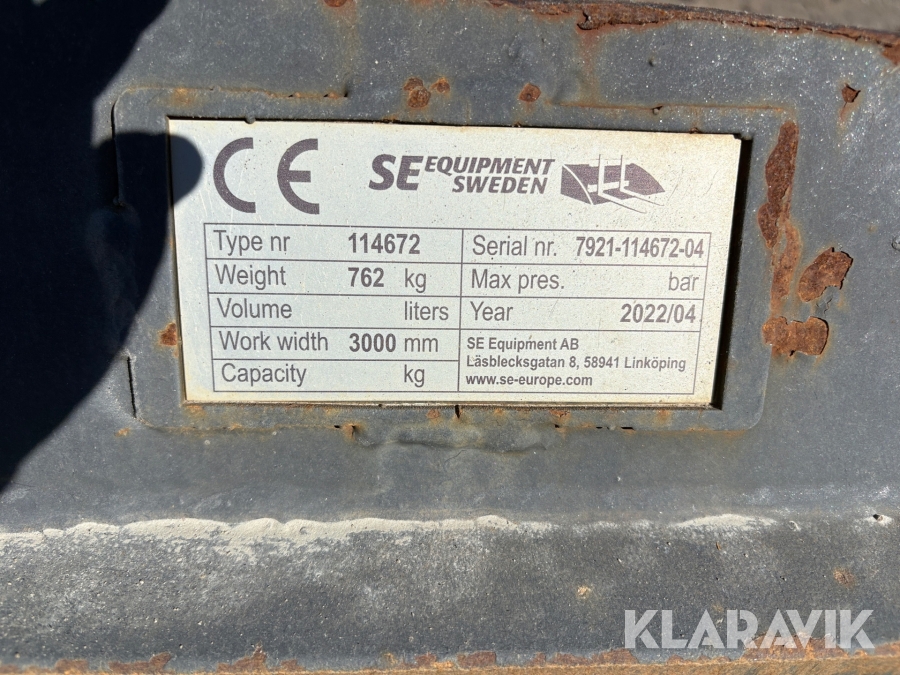 CE SE EQUIPMENT
SWEDEN
Type nr 114672 Serial nr. 7921-114672-04
Weight 762 kg Max pres. bar
Volume liters Year 2022/04
Work width 3000 mm SE Equipment AB
Läsblecksgatan 8, 58941 Linköping
Capacity kg www.se-europe.com
KLARAVIK